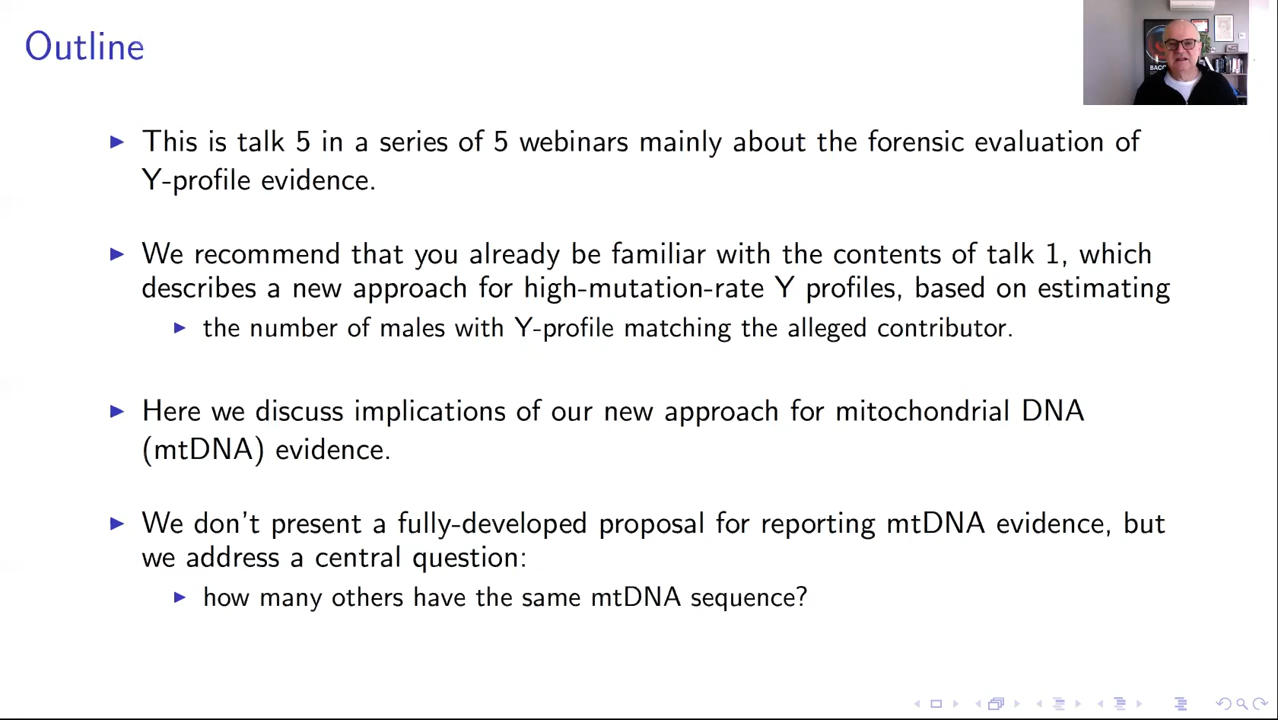 Outline
This is talk 5 in a series of 5 webinars mainly about the forensic evaluation of
Y-profile evidence.
We recommend that you already be familiar with the contents of talk 1, which
describes a new approach for high-mutation-rate Y profiles, based on estimating
the number of males with Y-profile matching the alleged contributor.
Here we discuss implications of our new approach for mitochondrial DNA
(mtDNA) evidence.
We don't present a fully-developed proposal for reporting mtDNA evidence, but
we address a central question:
how many others have the same mtDNA sequence?